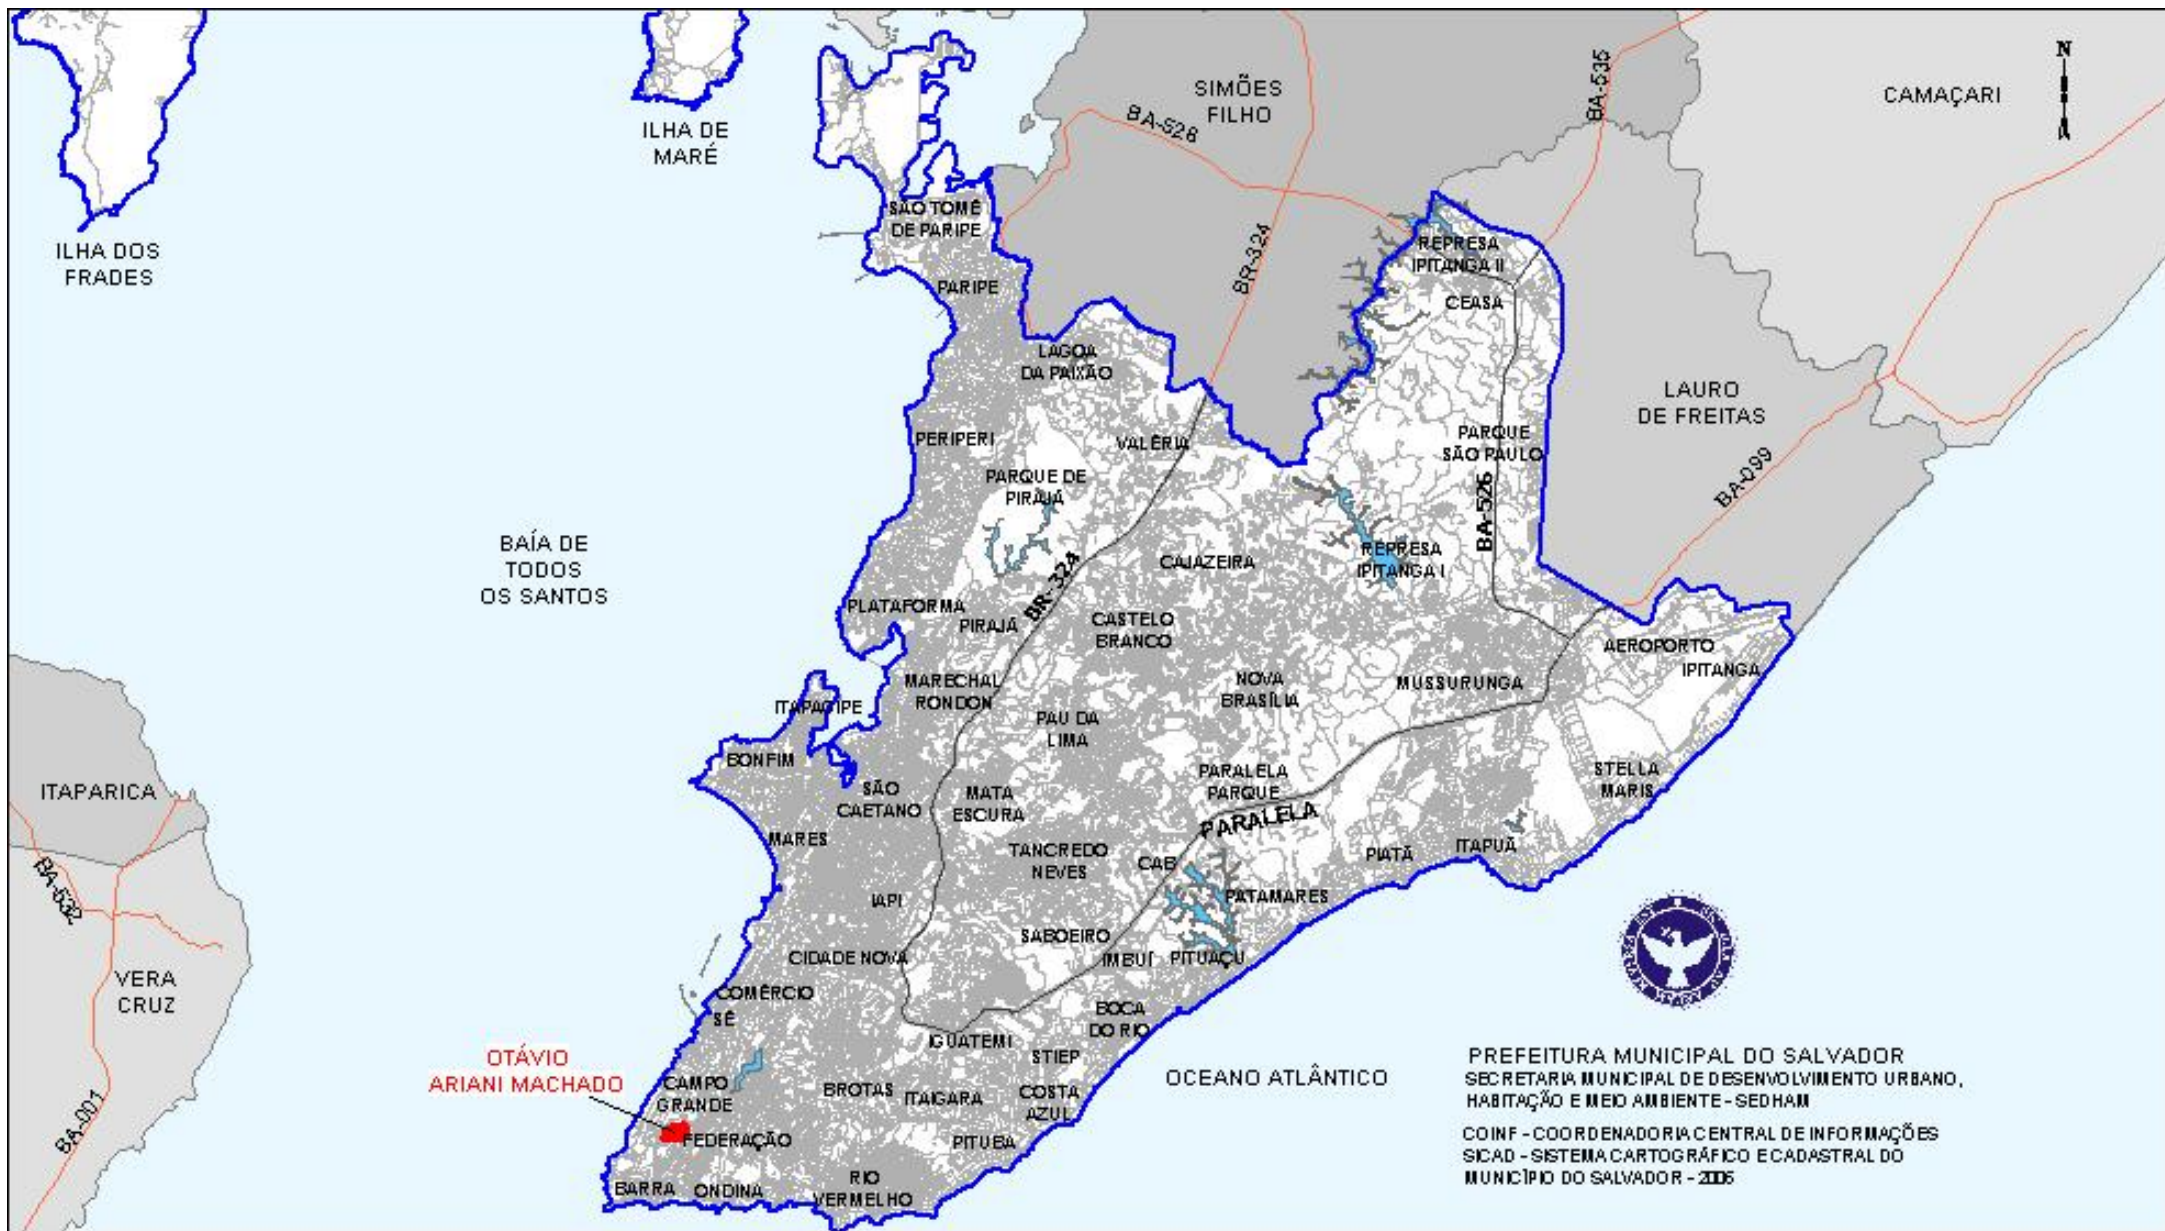 N
SIMÕES
FILHO
CAMAÇARI
BA-535
BA-526
BR-324
ILHA DE
MARÉ
ILHA DOS
FRADES
SÃO TOMÉ
DE PARIPE
PARIPE
REPRESA
IPITANGA II
CEASA
LAGOA
DA PAIXÃO
LAURO
DE FREITAS
PERIPERI
VALÉRIA
PARQUE
SÃO PAULO
BA-526
BA-099
PARQUE DE
PIRAJÁ
BAÍA DE
TODOS
OS SANTOS
BR-324
CAJAZEIRA
REPRESA
IPITANGA I
PLATAFORMA
PIRAJÁ
CASTELO
BRANCO
AEROPORTO
IPITANGA
MARECHAL
RONDON
NOVA
BRASÍLIA
MUSSURUNGA
ITAPAGIPE
PAU DA
LIMA
BONFIM
PARALELA
PARQUE
STELLA
MARIS
ITAPARICA
SÃO
CAETANO
MATA
ESCURA
PARALELA
MARES
TANCREDO
NEVES
CAB
PIATÃ
ITAPUÃ
BA-532
IAPI
PATAMARES
SABOEIRO
CIDADE NOVA
IMBUÍ
PITUAÇU
VERA
CRUZ
COMÉRCIO
SÉ
BOCA
DO RIO
IGUATEMI
STIEP
OTÁVIO
ARIANI MACHADO
CAMPO
GRANDE
BROTAS
ITAIGARA
COSTA
AZUL
OCEANO ATLÂNTICO
BA-001
FEDERAÇÃO
PITUBA
BARRA
ONDINA
RIO
VERMELHO
PREFEITURA MUNICIPAL DO SALVADOR
SECRETARIA MUNICIPAL DE DESENVOLVIMENTO URBANO,
HABITAÇÃO E MEIO AMBIENTE - SEDHAM
COINF - COORDENADORIA CENTRAL DE INFORMAÇÕES
SICAD - SISTEMA CARTOGRÁFICO E CADASTRAL DO
MUNICÍPIO DO SALVADOR - 2006